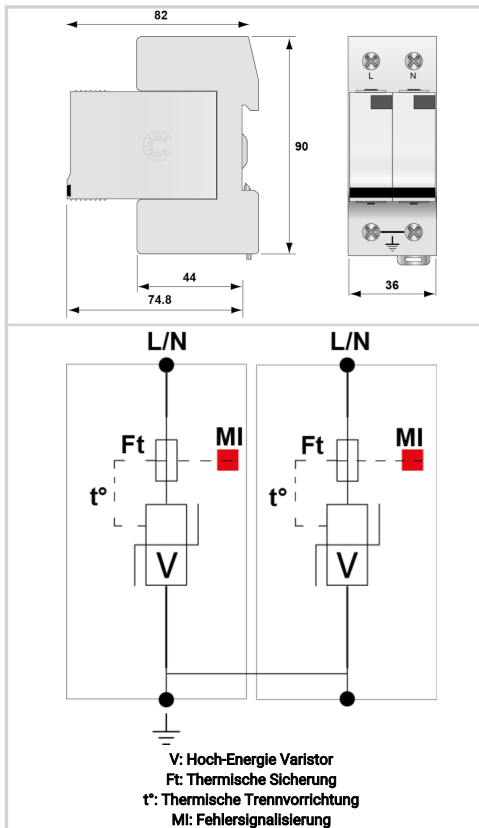 82
L N
90
44
74.8
36
L/N L/N
Ft MI Ft MI
t° t°
V V
V: Hoch-Energie Varistor
Ft: Thermische Sicherung
t°: Thermische Trennvorrichtung
MI: Fehlersignalisierung